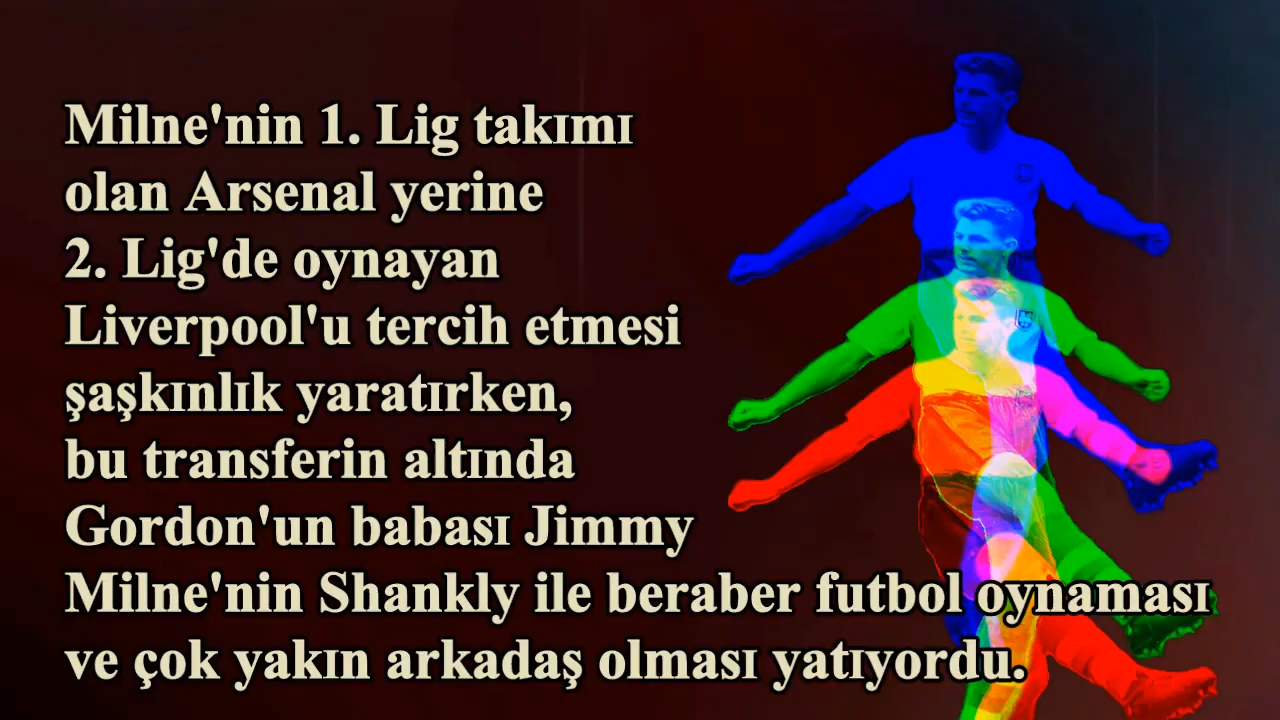 Milne'nin 1. Lig takımı
olan Arsenal yerine
2. Lig'de oynayan
Liverpool'u tercih etmesi
şaşkınlık yaratırken,
bu transferin altında
Gordon'un babası Jimmy
Milne'nin Shankly ile beraber futbol oynaması
ve çok yakın arkadaş olması yatıyordu.